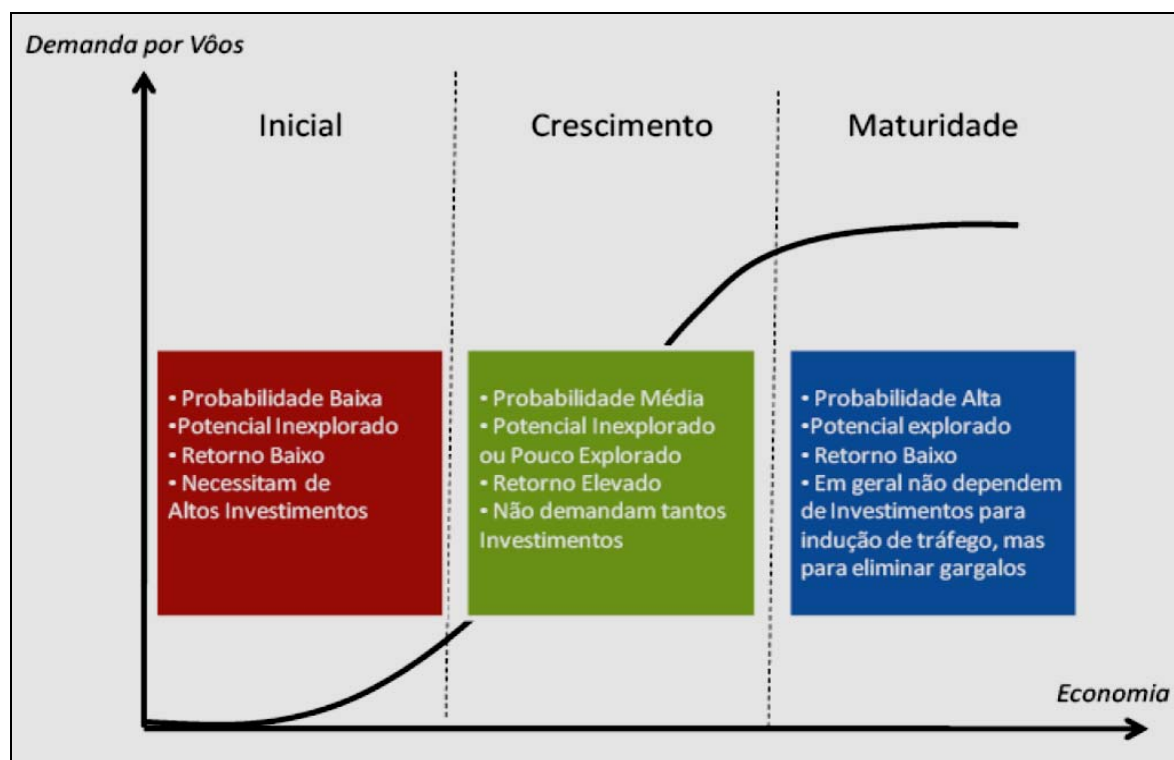 Demanda por Vôos
Inicial
Crescimento
Maturidade
• Probabilidade Baixa
•Potencial Inexplorado
• Retorno Baixo
• Necessitam de
Altos Investimentos
• Probabilidade Média
• Potencial Inexplorado
ou Pouco Explorado
• Retorno Elevado
• Não demandam tantos
Investimentos
• Probabilidade Alta
•Potencial explorado
• Retorno Baixo
• Em geral não dependem
de Investimentos para
indução de tráfego, mas
para eliminar gargalos
Economia